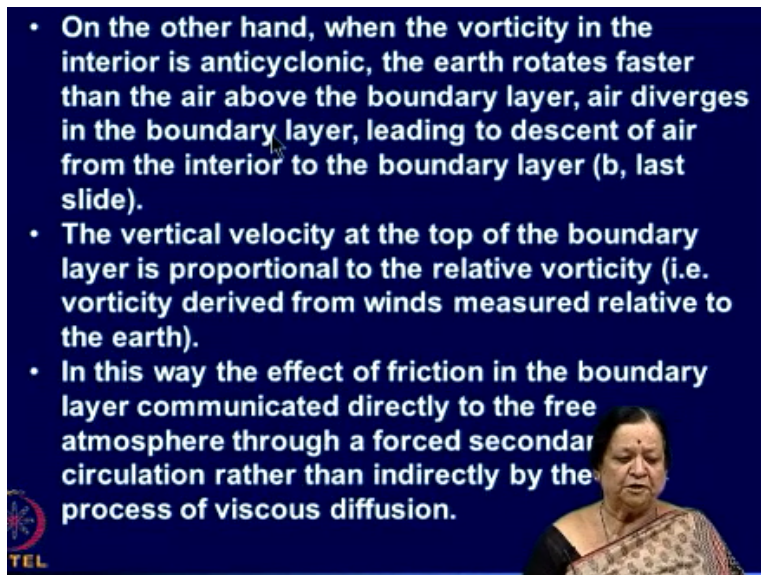 • On the other hand, when the vorticity in the
interior is anticyclonic, the earth rotates faster
than the air above the boundary layer, air diverges
in the boundary layer, leading to descent of air
from the interior to the boundary layer (b, last
slide).
• The vertical velocity at the top of the boundary
layer is proportional to the relative vorticity (i.e.
vorticity derived from winds measured relative to
the earth).
• In this way the effect of friction in the boundary
layer communicated directly to the free
atmosphere through a forced secondar
circulation rather than indirectly by the
process of viscous diffusion.
TEL